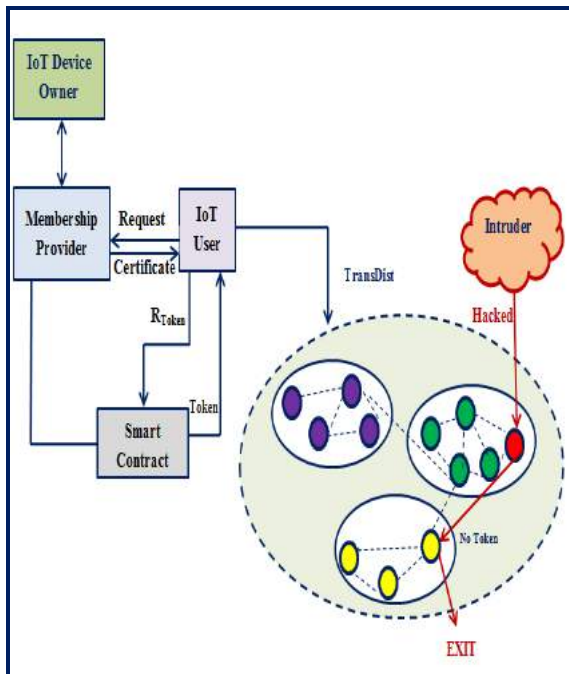 IoT Device
Owner
Membership
Provider
Request
Certificate
IoT
User
Intruder
TransDist
Hacked
RToken
Token
Smart
Contract
No Token
EXIT